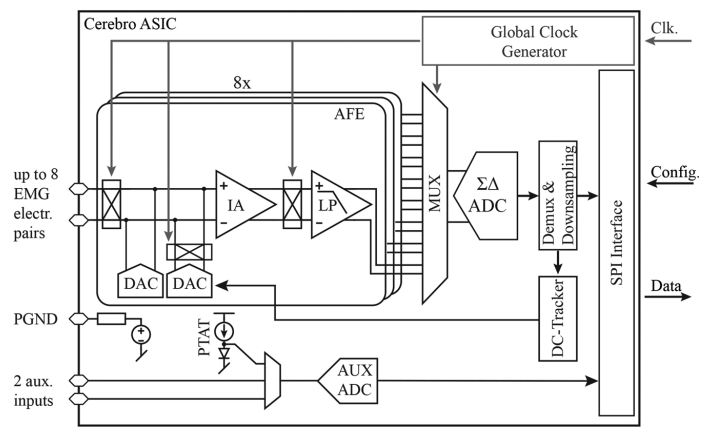 Cerebro ASIC
Global Clock
Generator
Clk.
8x
AFE
up to 8
EMG
electr.
pairs
+
−
IA
+
−
LP
MUX
ΣΔ
ADC
Demux &
Downsampling
SPI Interface
Config.
DAC
DAC
Data
PGND
+
−
PTAT
DC-Tracker
2 aux.
inputs
AUX
ADC